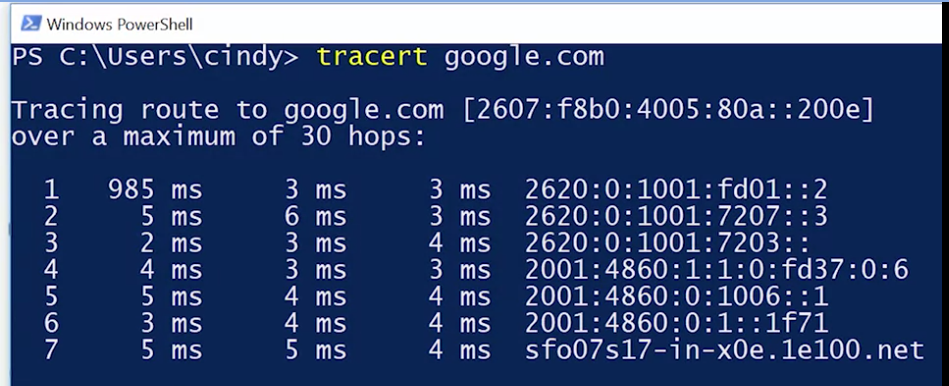 Windows PowerShell
PS C:\Users\cindy> tracert google.com
Tracing route to google.com [2607:f8b0:4005:80a::200e]
over a maximum of 30 hops:
1 985 ms 3 ms 3 ms 2620:0:1001:fd01::2
2 5 ms 6 ms 3 ms 2620:0:1001:7207::3
3 2 ms 3 ms 4 ms 2620:0:1001:7203::
4 4 ms 3 ms 3 ms 2001:4860:1:1:0:fd37:0:6
5 5 ms 4 ms 4 ms 2001:4860:0:1006::1
6 3 ms 4 ms 4 ms 2001:4860:0:1::1f71
7 5 ms 5 ms 4 ms sfo07s17-in-x0e.1e100.net